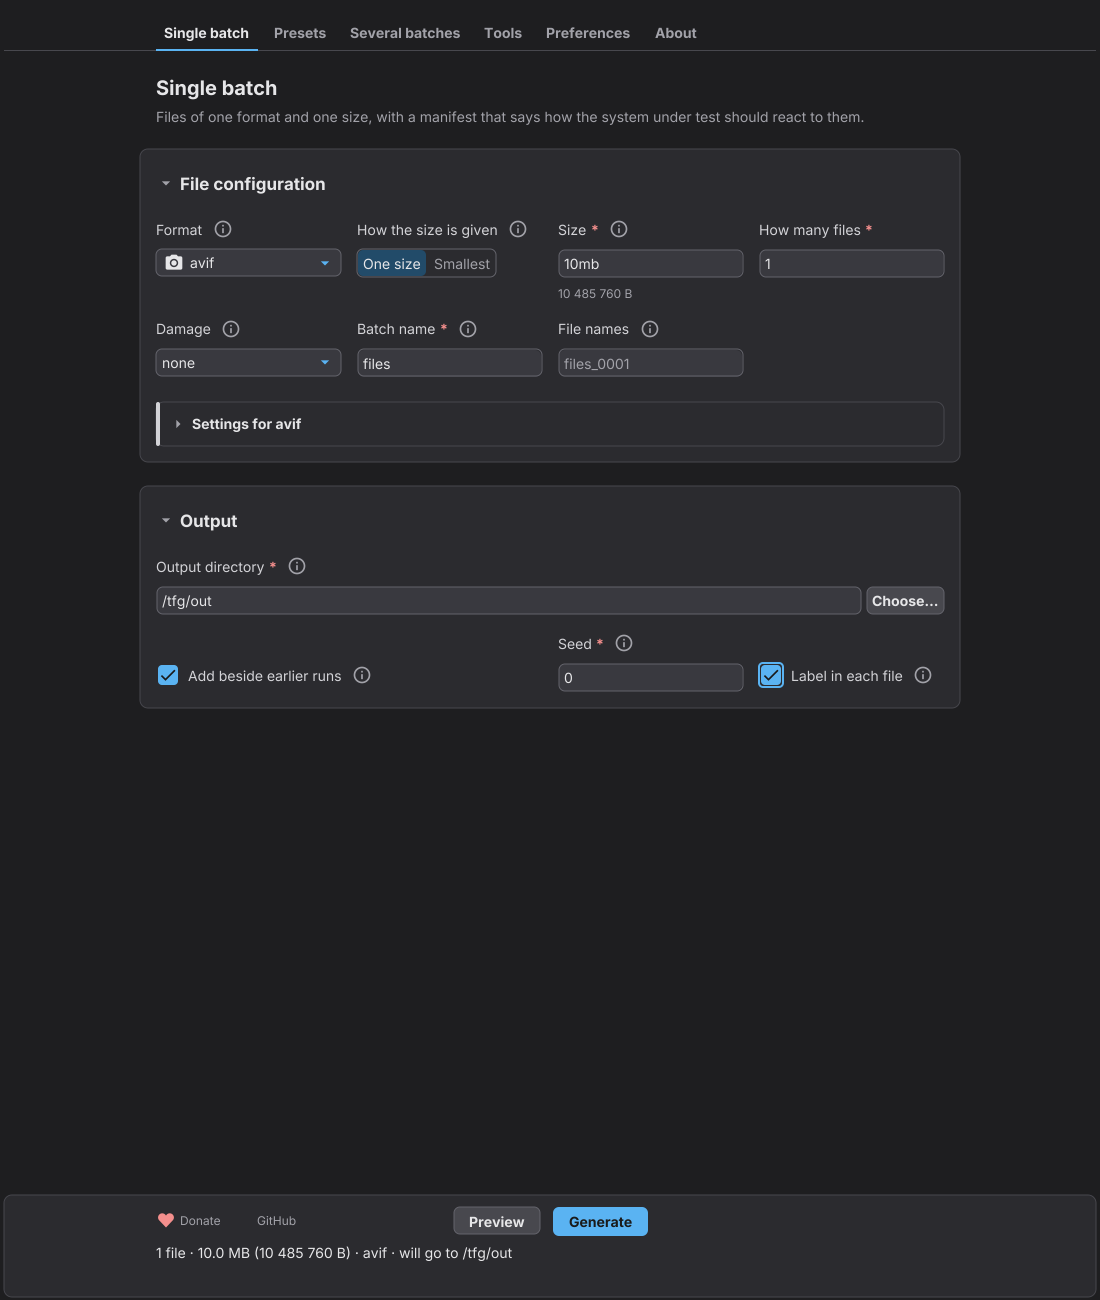 Single batch Presets Several batches Tools Preferences About
Single batch
Files of one format and one size, with a manifest that says how the system under test should react to them.
File configuration
Format How the size is given Size * How many files *
avif One size Smallest 10mb 1
10 485 760 B
Damage Batch name * File names
none files files_0001
Settings for avif
Output
Output directory *
/tfg/out Choose...
Seed *
Add beside earlier runs 0 Label in each file
Donate GitHub Preview Generate
1 file · 10.0 MB (10 485 760 B) · avif · will go to /tfg/out